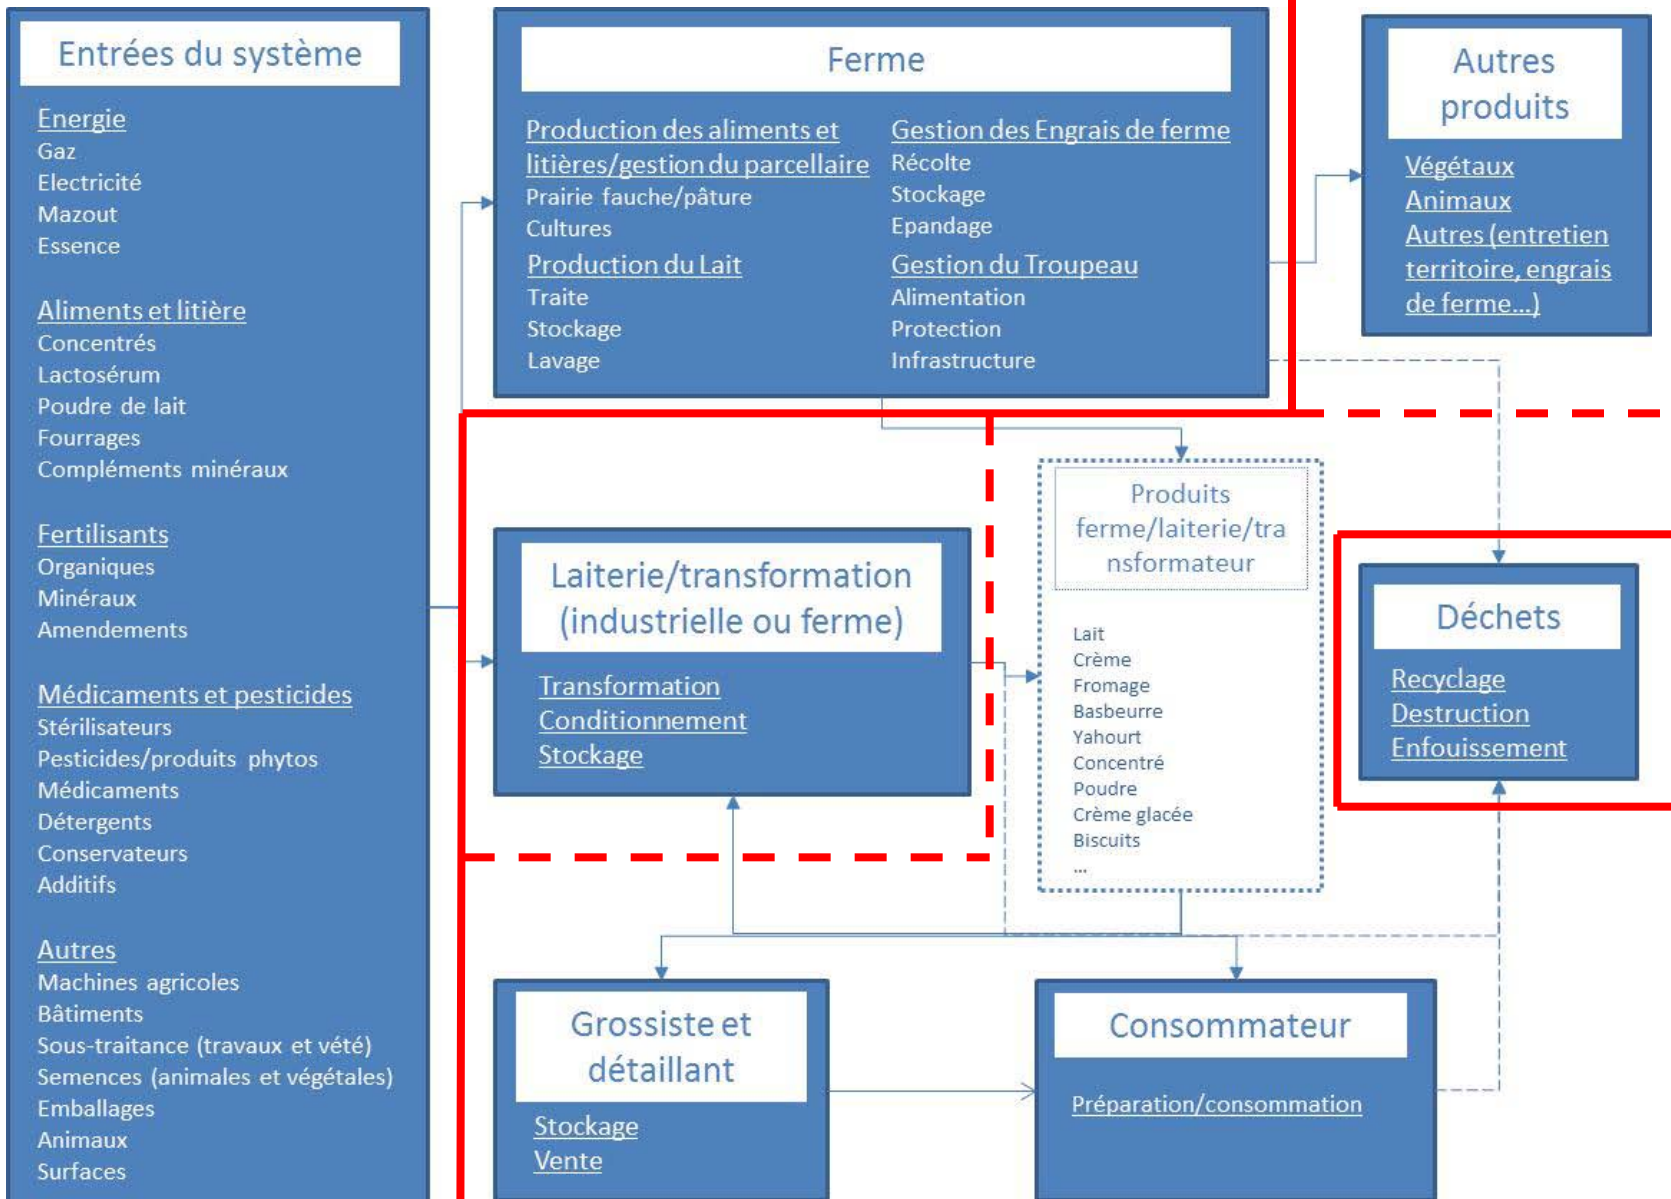 Entrées du système
Energie
Gaz
Electricité
Mazout
Essence
Aliments et litière
Concentrés
Lactosérum
Poudre de lait
Fourrages
Compléments minéraux
Fertilisants
Organiques
Minéraux
Amendements
Médicaments et pesticides
Stérilisateurs
Pesticides/produits phytos
Médicaments
Détergents
Conservateurs
Additifs
Autres
Machines agricoles
Bâtiments
Sous-traitance (travaux et vété)
Semences (animales et végétales)
Emballages
Animaux
Surfaces
Ferme
Production des aliments et
litières/gestion du parcellaire
Prairie fauche/pâture
Cultures
Production du Lait
Traite
Stockage
Lavage
Gestion des Engrais de ferme
Récolte
Stockage
Epandage
Gestion du Troupeau
Alimentation
Protection
Infrastructure
Autres
produits
Végétaux
Animaux
Autres (entretien
territoire, engrais
de ferme...)
Laiterie/transformation
(industrielle ou ferme)
Transformation
Conditionnement
Stockage
Produits
ferme/laiterie/tra
nsformateur
Lait
Crème
Fromage
Basbeurre
Yahourt
Concentré
Poudre
Crème glacée
Biscuits
...
Déchets
Recyclage
Destruction
Enfouissement
Grossiste et
détaillant
Stockage
Vente
Consommateur
Préparation/consommation